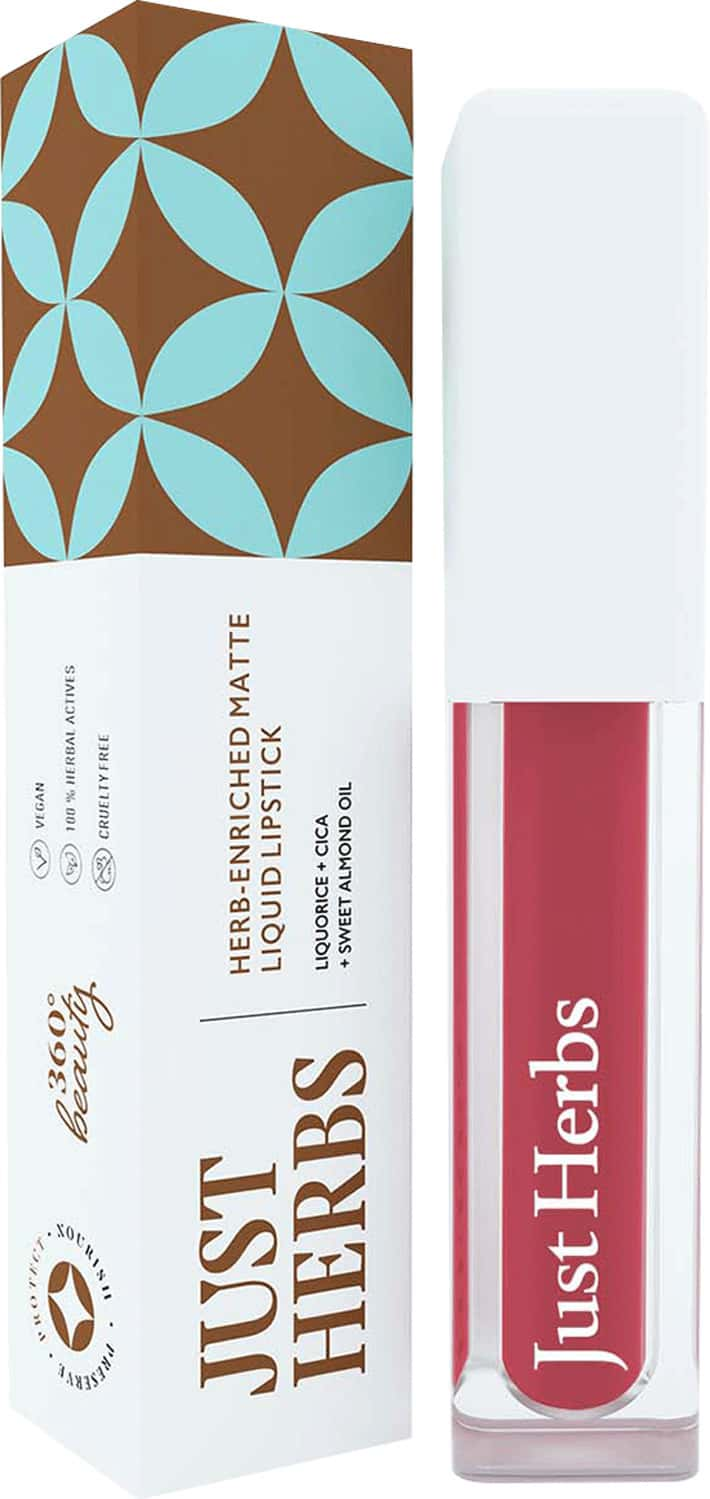 VEGAN
100 % HERBAL ACTIVES
CRUELTY FREE
360°
beauty
PROTECT • NOURISH • PRESERVE •
JUST
HERBS
HERB-ENRICHED MATTE
LIQUID LIPSTICK
LIQUORICE + CICA
+ SWEET ALMOND OIL
Just Herbs